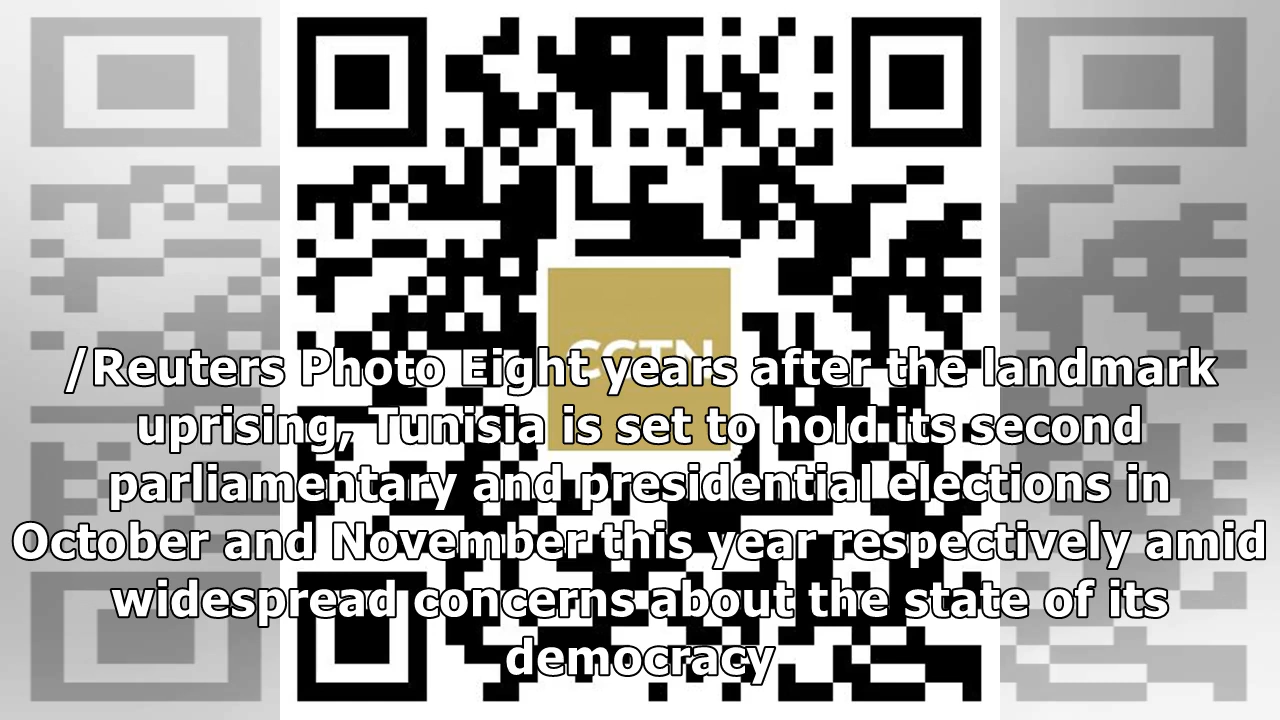 CGTN
/Reuters Photo Eight years after the landmark
uprising, Tunisia is set to hold its second
parliamentary and presidential elections in
October and November this year respectively amid
widespread concerns about the state of its
democracy